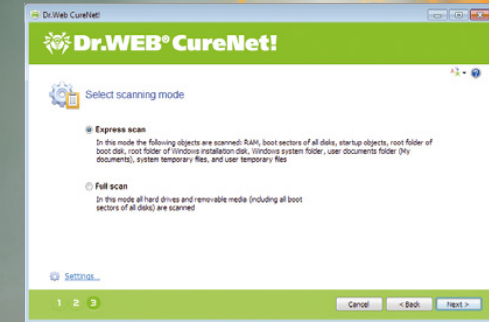 Dr.Web CureNet!
Dr.WEB® CureNet!
Select scanning mode
Express scan
In this mode the following objects are scanned: RAM, boot sectors of all disks, startup objects, root folder of
boot disk, root folder of Windows installation disk, Windows system folder, user documents folder (My
documents), system temporary files, and user temporary files
Full scan
In this mode all hard drives and removable media (including all boot
sectors of all disks) are scanned
Settings...
1 2 3
Cancel
< Back
Next >